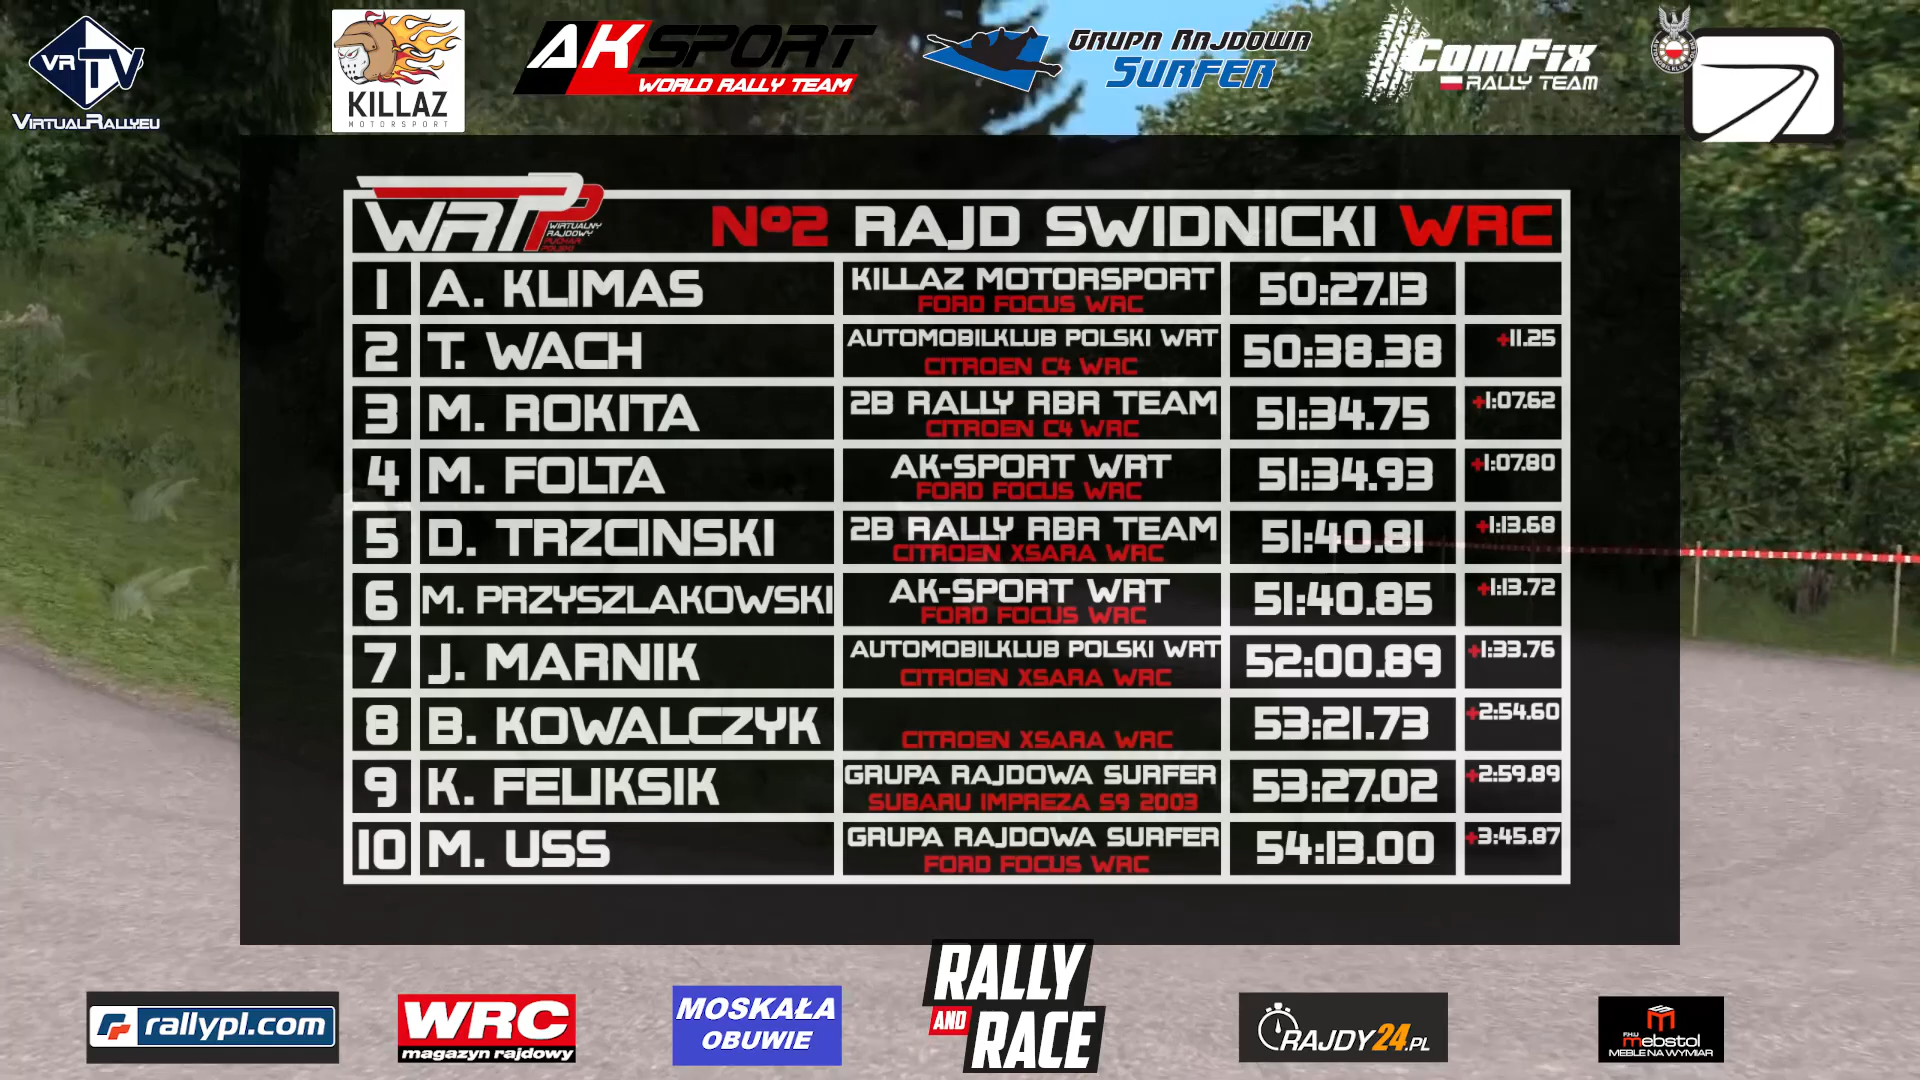 VRTV
VIRTUALRALLY.EU
KILLAZ
MOTORSPORT
AKSPORT
WORLD RALLY TEAM
GRUPA RAJDOWA
SURFER
COMFIX
RALLY TEAM
WRTPP
WIRTUALNY
RAJDOWY
PUCHAR
POLSKI
Nº2 RAJD SWIDNICKI WRC
1 A. KLIMAS KILLAZ MOTORSPORT 50:27.13
FORD FOCUS WRC
2 T. WACH AUTOMOBILKLUB POLSKI WRT 50:38.38 +11.25
CITROEN C4 WRC
3 M. ROKITA 2B RALLY RBR TEAM 51:34.75 +1:07.62
CITROEN C4 WRC
4 M. FOLTA AK-SPORT WRT 51:34.93 +1:07.80
FORD FOCUS WRC
5 D. TRZCINSKI 2B RALLY RBR TEAM 51:40.81 +1:13.68
CITROEN XSARA WRC
6 M. PRZYSZLAKOWSKI AK-SPORT WRT 51:40.85 +1:13.72
FORD FOCUS WRC
7 J. MARNIK AUTOMOBILKLUB POLSKI WRT 52:00.89 +1:33.76
CITROEN XSARA WRC
8 B. KOWALCZYK 53:21.73 +2:54.60
CITROEN XSARA WRC
9 K. FELIKSIK GRUPA RAJDOWA SURFER 53:27.02 +2:59.89
SUBARU IMPREZA S9 2003
10 M. USS GRUPA RAJDOWA SURFER 54:13.00 +3:45.87
FORD FOCUS WRC
rallypl.com
WRC
magazyn rajdowy
MOSKAŁA
OBUWIE
RALLY
AND RACE
RAJDY24.PL
P.H.U
mebstol
MEBLE NA WYMIAR